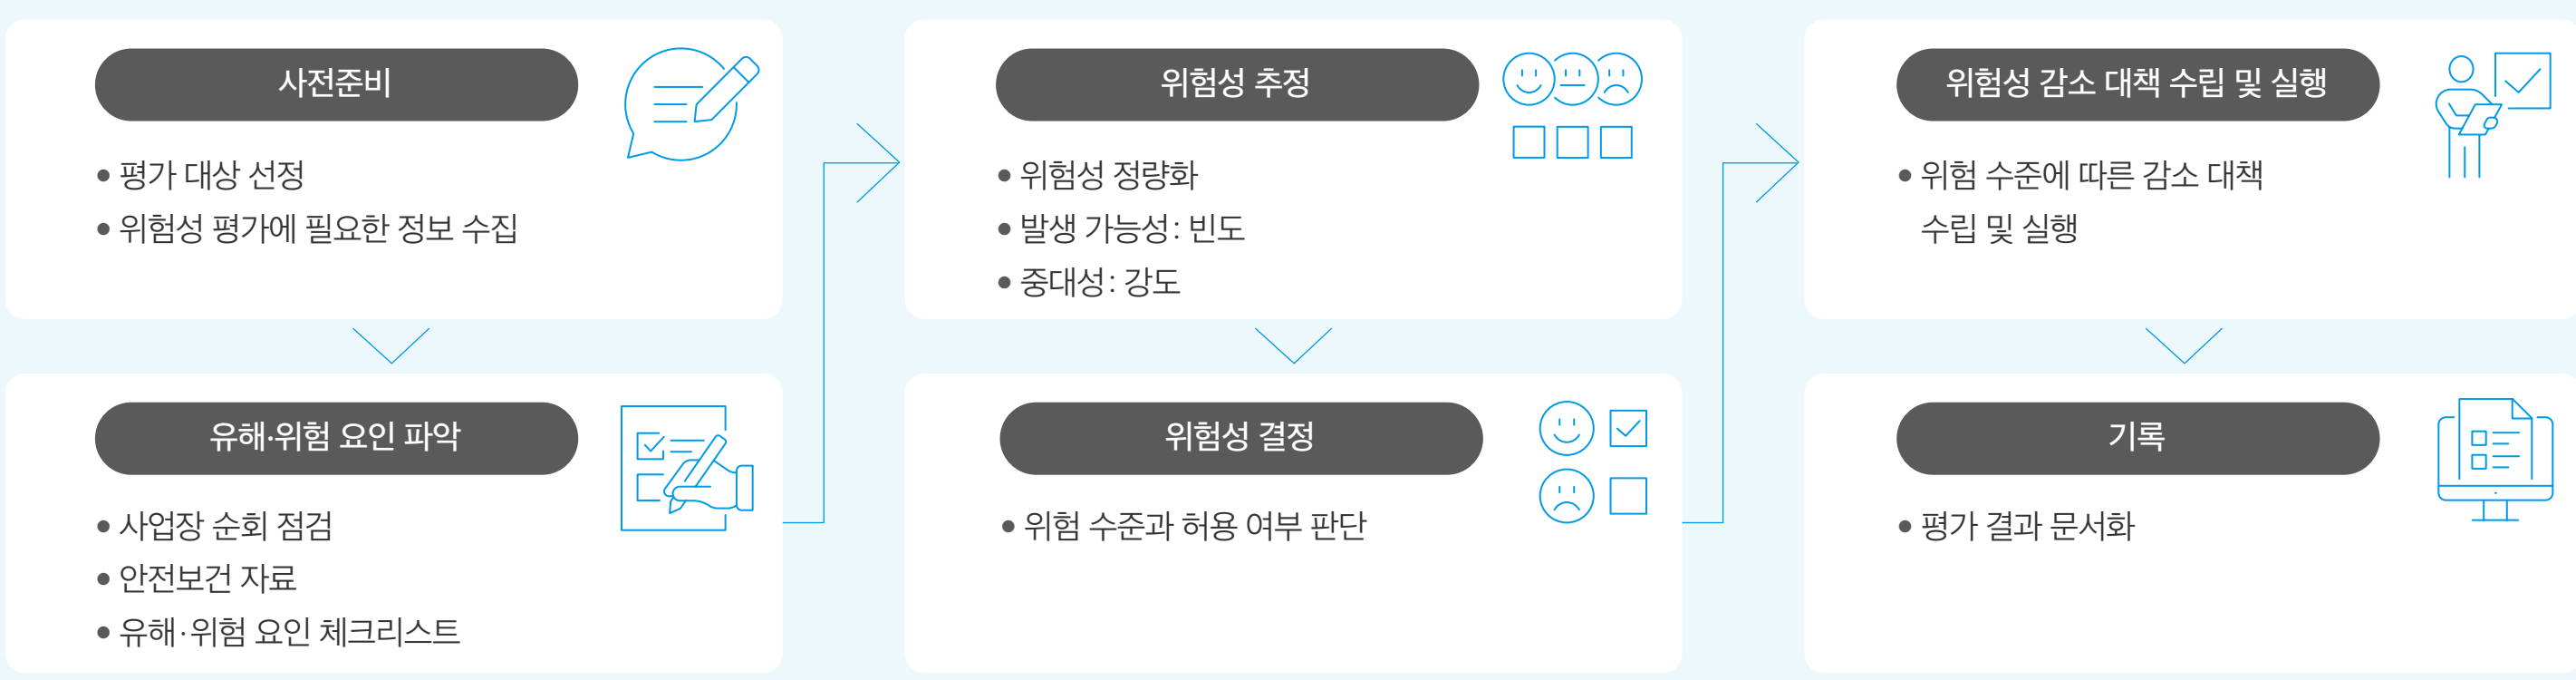 사전준비
• 평가 대상 선정
• 위험성 평가에 필요한 정보 수집
유해·위험 요인 파악
• 사업장 순회 점검
• 안전보건 자료
• 유해·위험 요인 체크리스트
위험성 추정
• 위험성 정량화
• 발생 가능성: 빈도
• 중대성: 강도
위험성 결정
• 위험 수준과 허용 여부 판단
위험성 감소 대책 수립 및 실행
• 위험 수준에 따른 감소 대책
수립 및 실행
기록
• 평가 결과 문서화